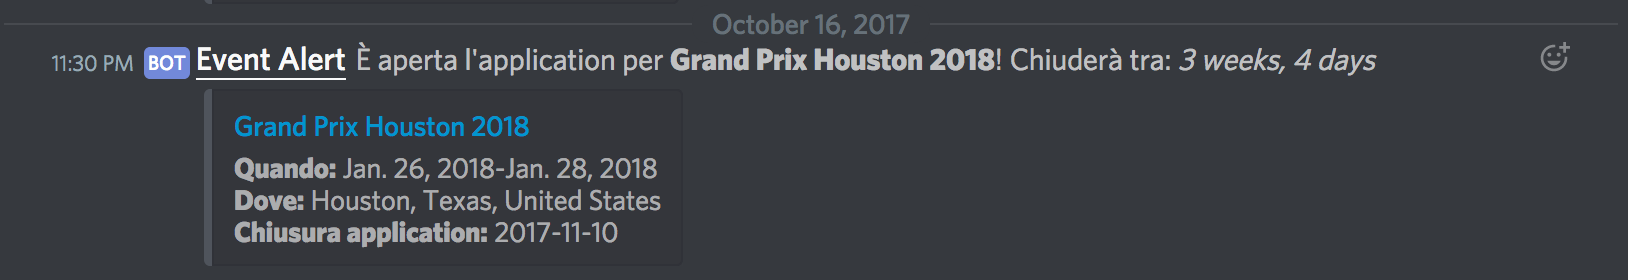 October 16, 2017
11:30 PM BOT Event Alert È aperta l'application per Grand Prix Houston 2018! Chiuderà tra: 3 weeks, 4 days
Grand Prix Houston 2018
Quando: Jan. 26, 2018-Jan. 28, 2018
Dove: Houston, Texas, United States
Chiusura application: 2017-11-10